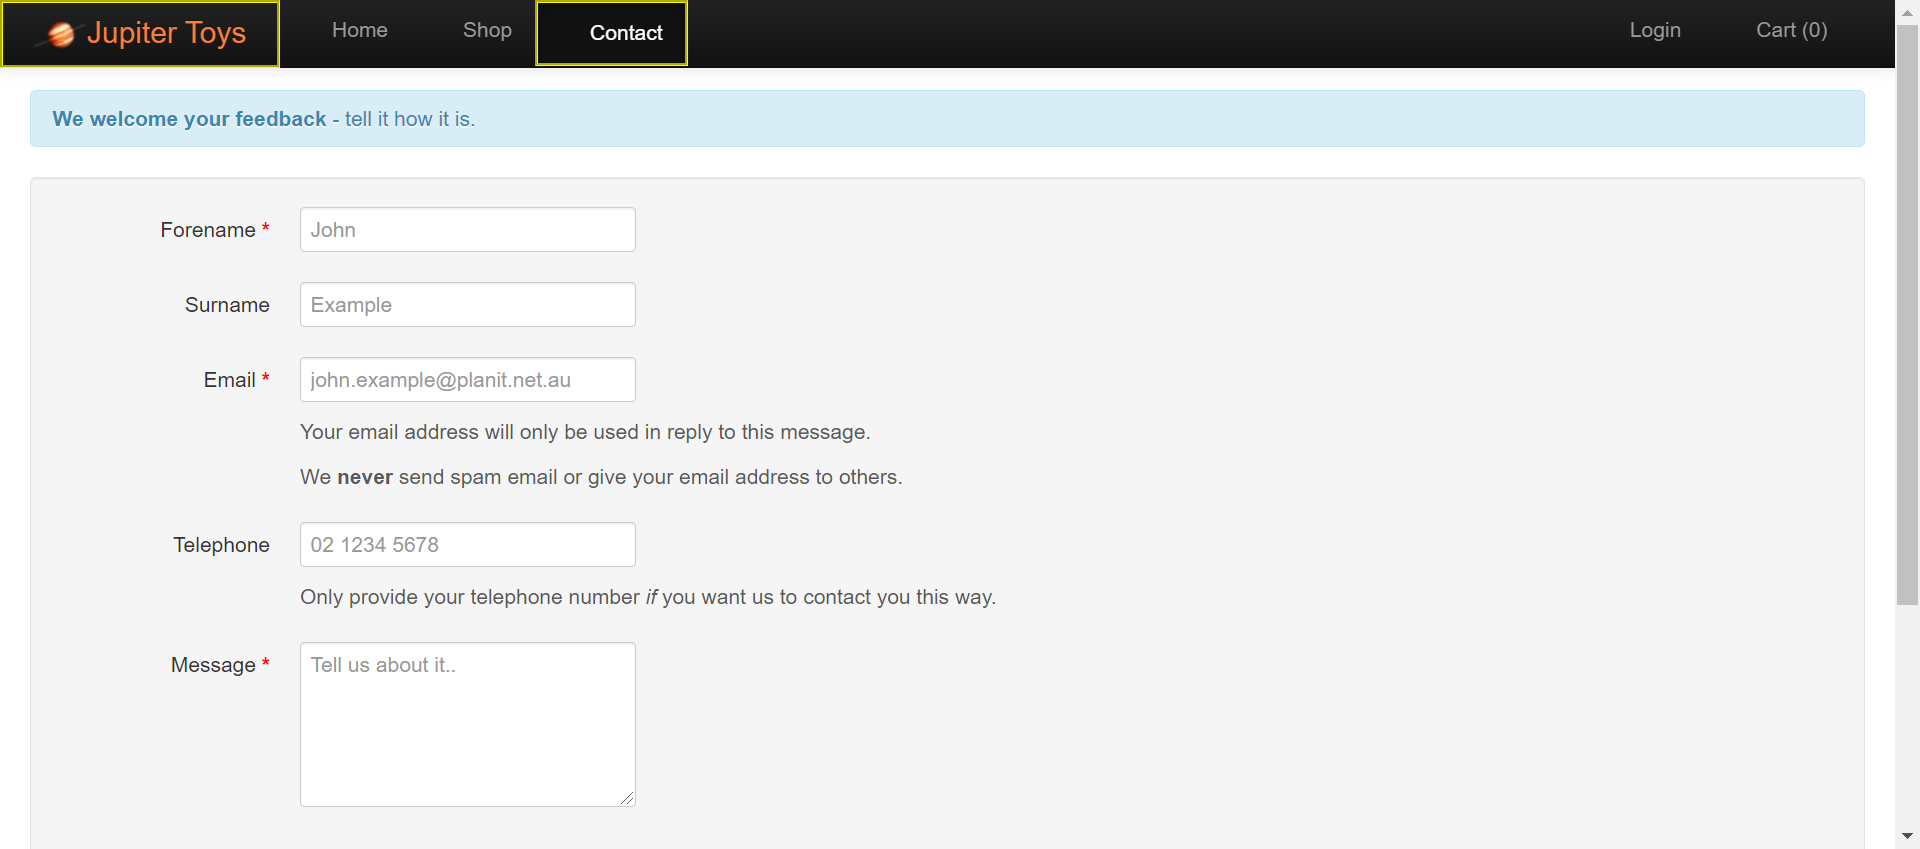 Jupiter Toys Home Shop Contact Login Cart (0)
We welcome your feedback - tell it how it is.
Forename * John
Surname Example
Email * john.example@planit.net.au
Your email address will only be used in reply to this message.
We never send spam email or give your email address to others.
Telephone 02 1234 5678
Only provide your telephone number if you want us to contact you this way.
Message * Tell us about it..